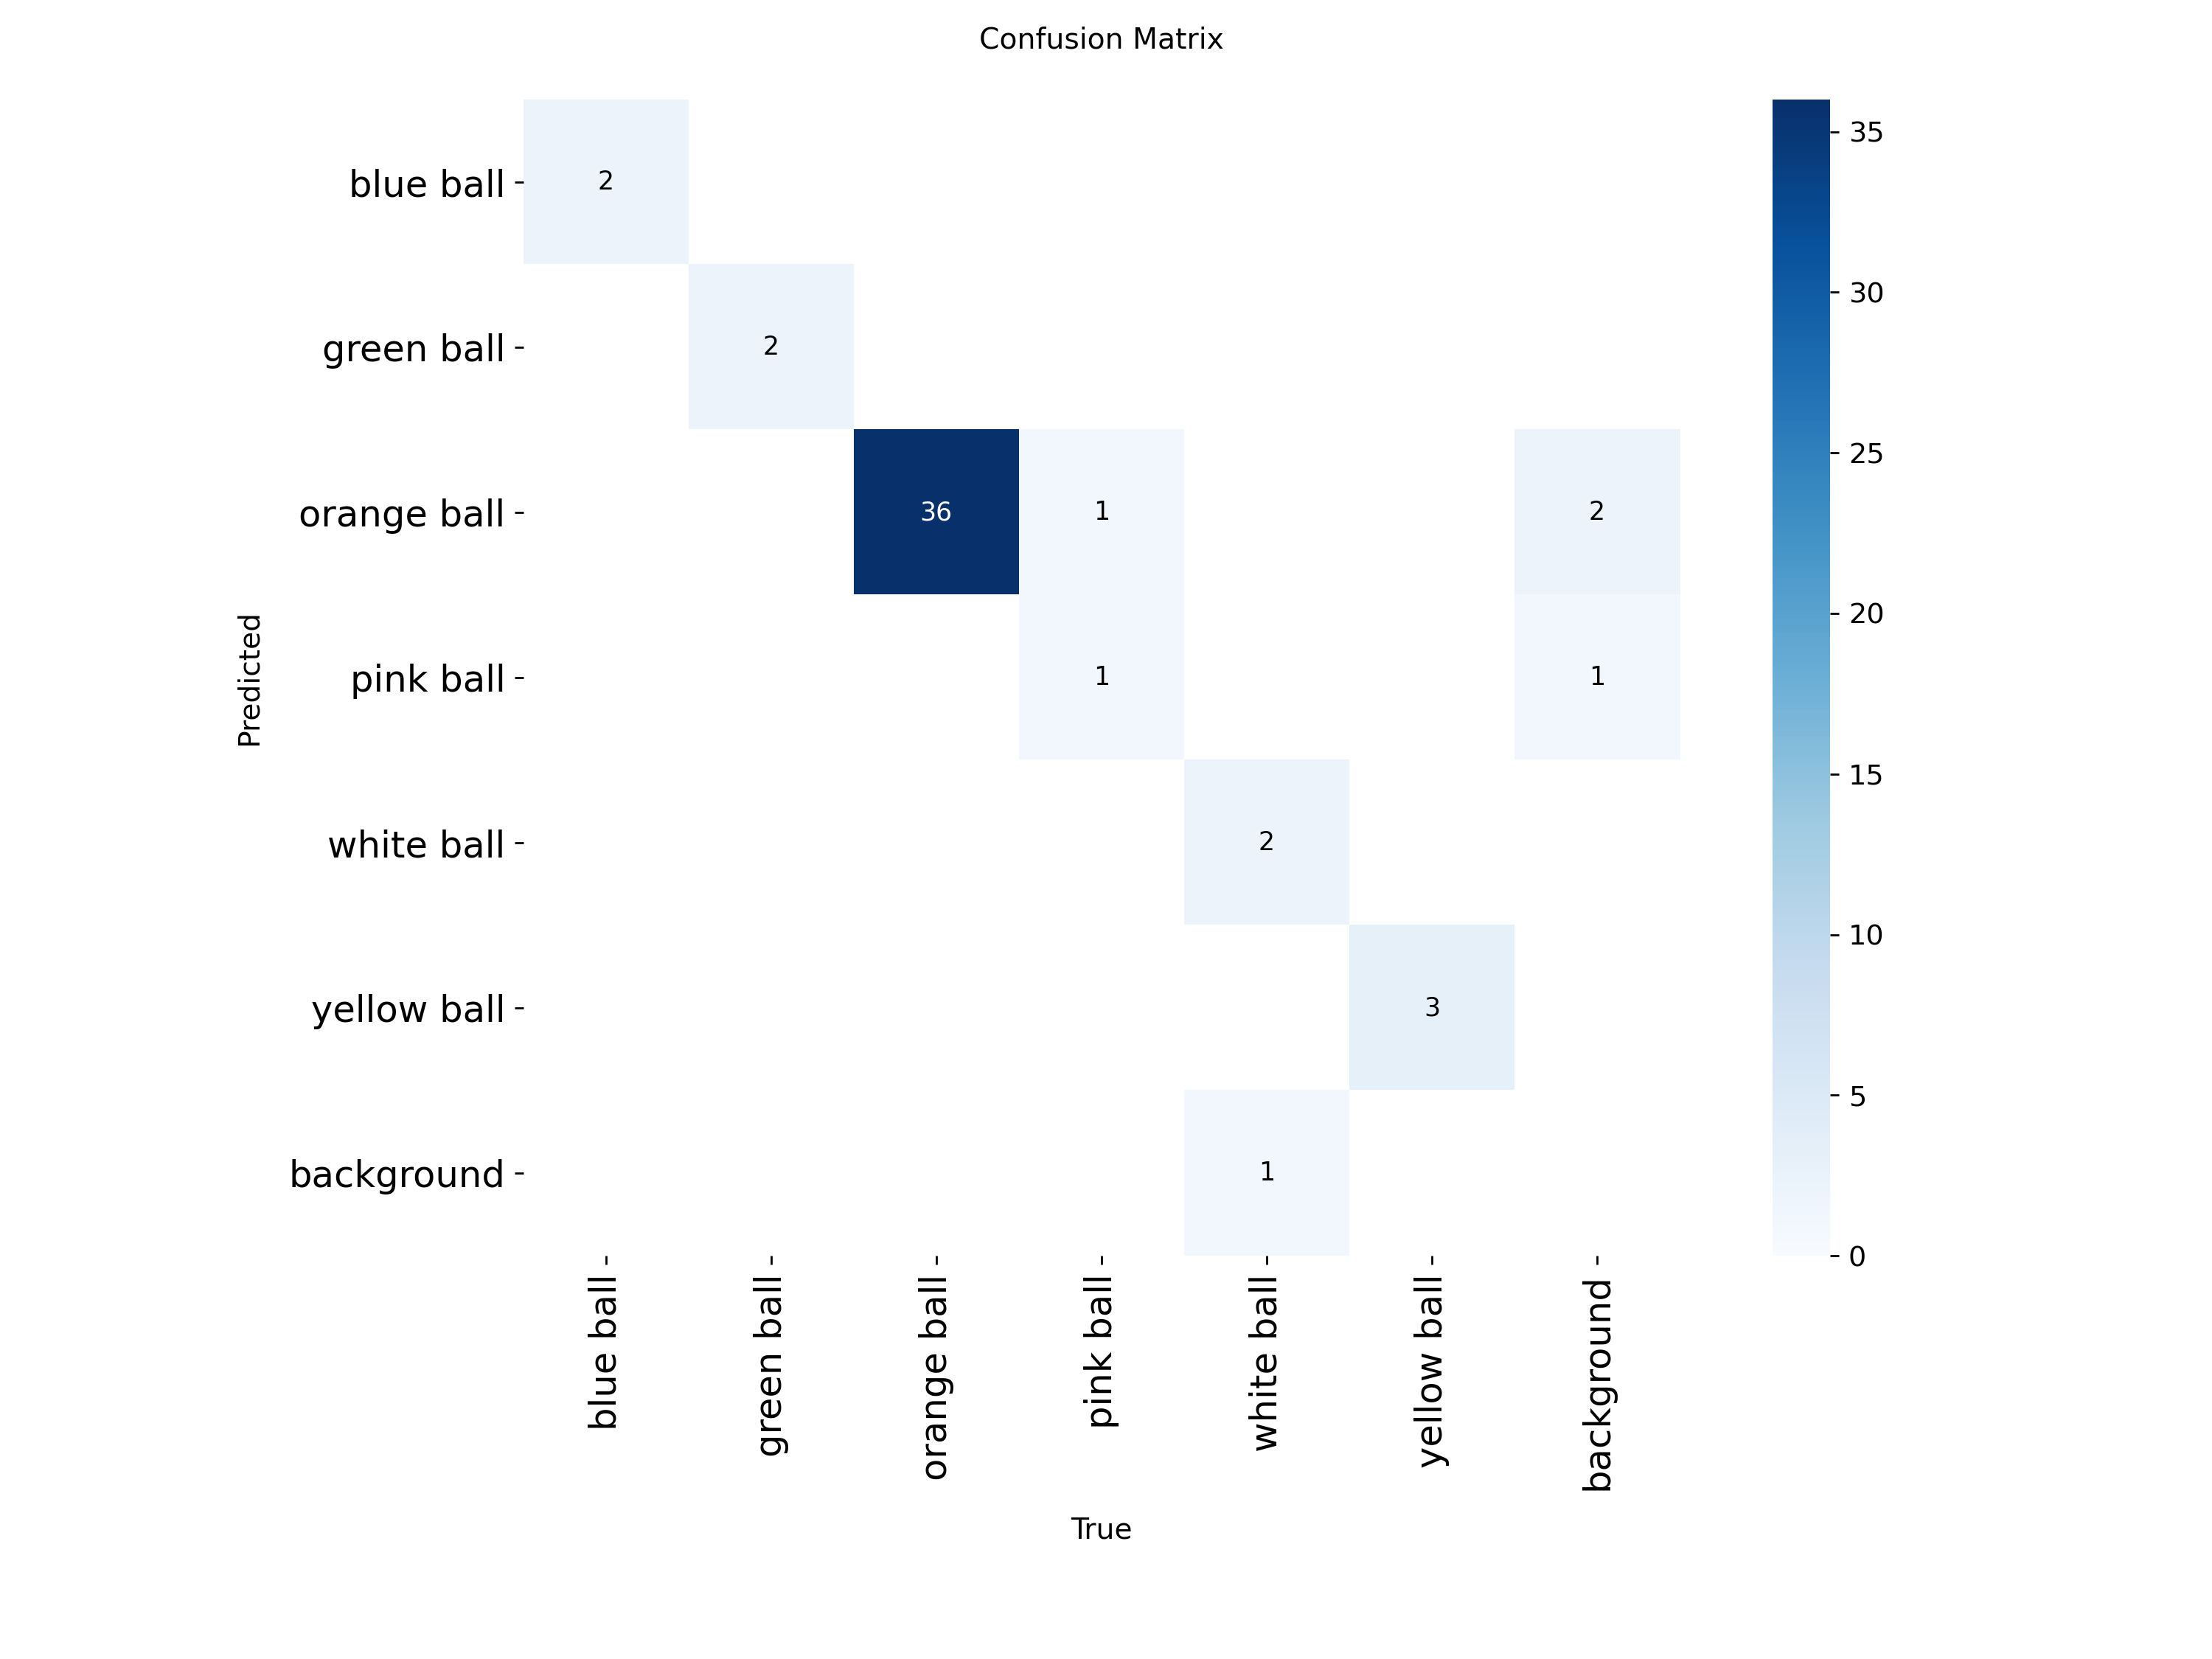 Confusion Matrix
blue ball
green ball
orange ball
pink ball
white ball
yellow ball
background
Predicted
2
2
36 1 2
1 1
2
3
1
blue ball
green ball
orange ball
pink ball
white ball
yellow ball
background
True
35
30
25
20
15
10
5
0